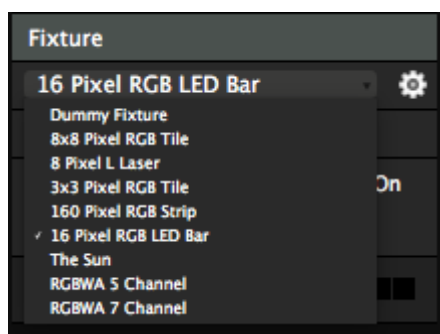 Fixture
16 Pixel RGB LED Bar
Dummy Fixture
8x8 Pixel RGB Tile
8 Pixel L Laser
3x3 Pixel RGB Tile
On
160 Pixel RGB Strip
16 Pixel RGB LED Bar
The Sun
RGBWA 5 Channel
RGBWA 7 Channel